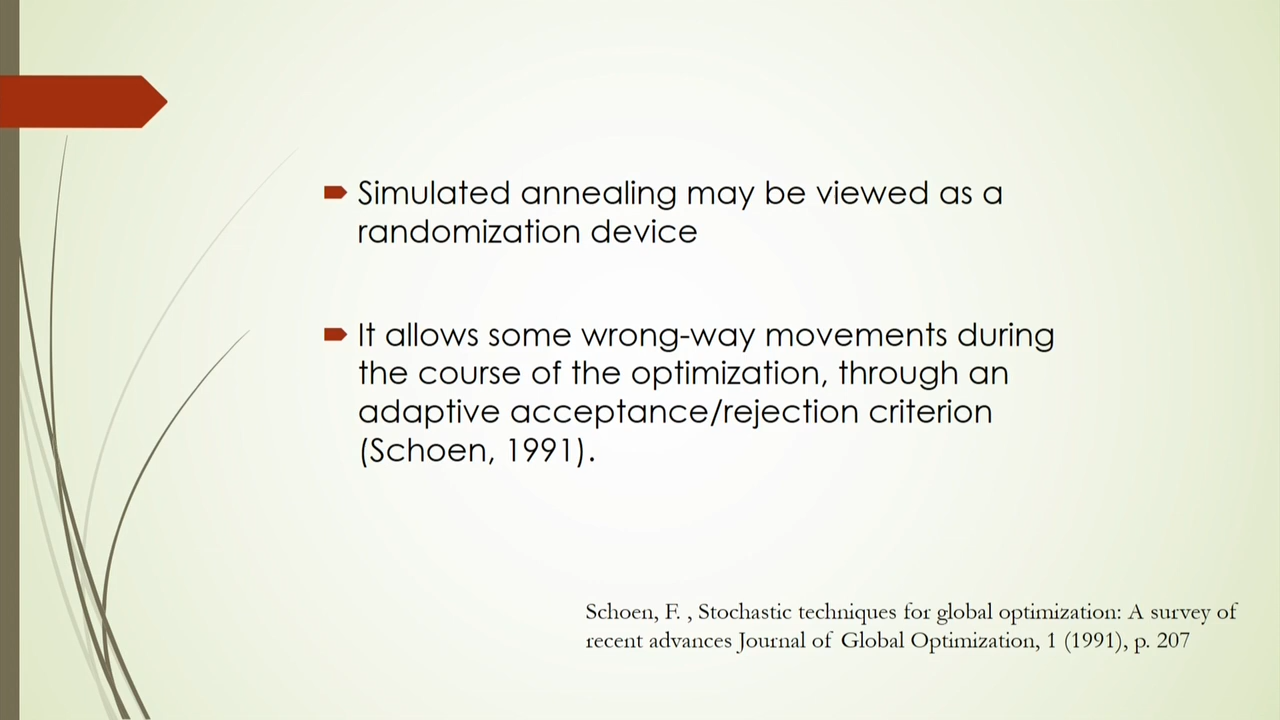 Simulated annealing may be viewed as a
randomization device
It allows some wrong-way movements during
the course of the optimization, through an
adaptive acceptance/rejection criterion
(Schoen, 1991).
Schoen, F. , Stochastic techniques for global optimization: A survey of
recent advances Journal of Global Optimization, 1 (1991), p. 207